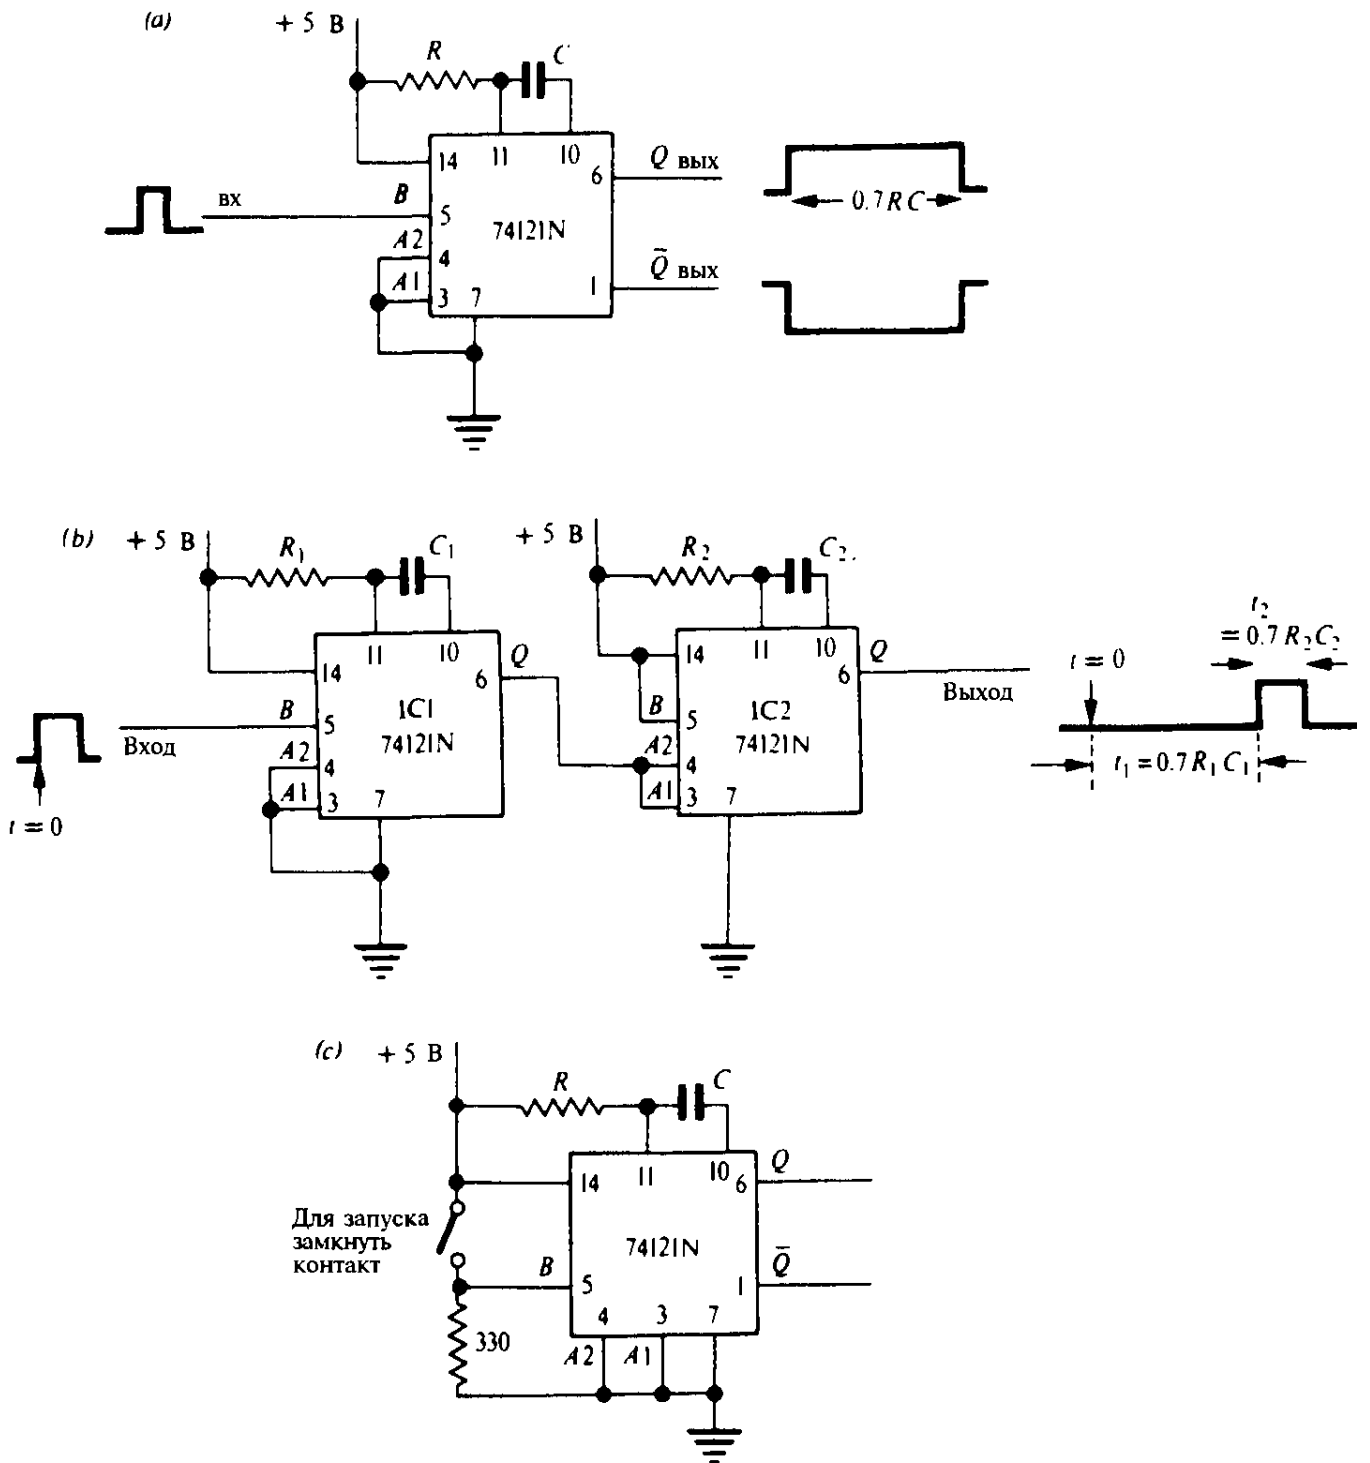 (a)
+ 5 В
R
C
14
11
10
6
Q вых
вх
B
5
74121N
0.7RC
A2
4
A1
3
7
1
Q̅ вых
(b)
+ 5 В
R₁
C₁
14
11
10
6
Q
B
5
1C1
74121N
Вход
A2
4
A1
3
7
t = 0
+ 5 В
R₂
C₂.
14
11
10
6
Q
Выход
B
5
1C2
74121N
A2
4
A1
3
7
t₂
= 0.7 R₂C₂
t = 0
t₁ = 0.7 R₁C₁
(c)
+ 5 В
R
C
14
11
10
6
Q
Для запуска
замкнуть
контакт
74121N
B
5
1
Q̅
4
3
7
330
A2
A1